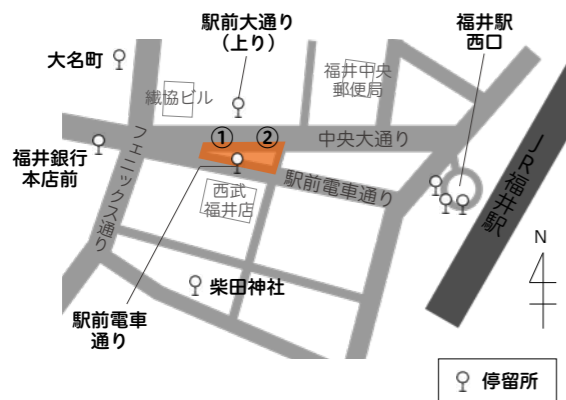 駅前大通り
(上り)
福井駅
西口
大名町
福井中央
郵便局
繊協ビル
① ②
中央大通り
福井銀行
本店前
フェニックス通り
駅前電車通り
JR福井駅
西武
福井店
N
柴田神社
駅前電車
通り
停留所